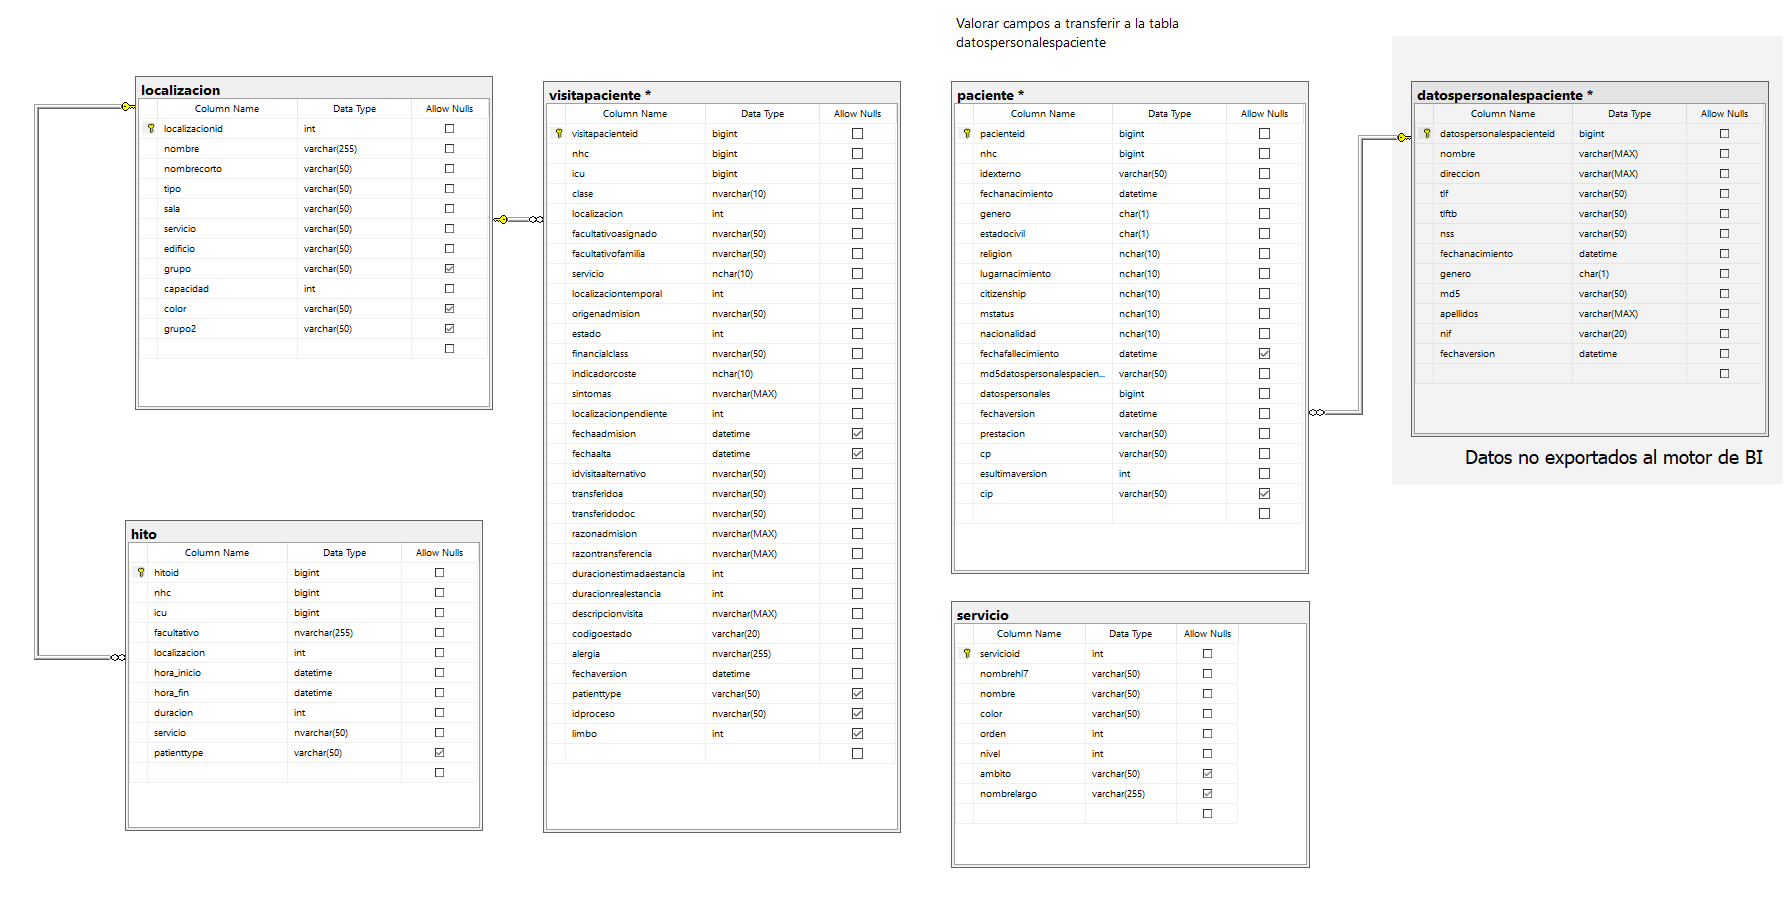 Valorar campos a transferir a la tabla
datospersonalespaciente
localizacion
Column Name Data Type Allow Nulls
localizacionid int
nombre varchar(255)
nombrecorto varchar(50)
tipo varchar(50)
sala varchar(50)
servicio varchar(50)
edificio varchar(50)
grupo varchar(50)
capacidad int
color varchar(50)
grupo2 varchar(50)
visitapaciente *
Column Name Data Type Allow Nulls
visitapacienteid bigint
nhc bigint
icu bigint
clase nvarchar(10)
localizacion int
facultativoasignado nvarchar(50)
facultativofamilia nvarchar(50)
servicio nchar(10)
localizaciontemporal int
origenadmision nvarchar(50)
estado int
financialclass nvarchar(50)
indicadorcoste nchar(10)
sintomas nvarchar(MAX)
localizacionpendiente int
fechaadmision datetime
fechaalta datetime
idvisitaalternativo nvarchar(50)
transferidoa nvarchar(50)
transferidodoc nvarchar(50)
razonadmision nvarchar(MAX)
razontransferencia nvarchar(MAX)
duracionestimadaestancia int
duracionrealestancia int
descripcionvisita nvarchar(MAX)
codigoestado varchar(20)
alergia nvarchar(255)
fechaversion datetime
patienttype varchar(50)
idproceso nvarchar(50)
limbo int
paciente *
Column Name Data Type Allow Nulls
pacienteid bigint
nhc bigint
idexterno varchar(50)
fechanacimiento datetime
genero char(1)
estadocivil char(1)
religion nchar(10)
lugarnacimiento nchar(10)
citizenship nchar(10)
mstatus nchar(10)
nacionalidad nchar(10)
fechafallecimiento datetime
md5datospersonalespacien... varchar(50)
datospersonales bigint
fechaversion datetime
prestacion varchar(50)
cp varchar(50)
esultimaversion int
cip varchar(50)
datospersonalespaciente *
Column Name Data Type Allow Nulls
datospersonalespacienteid bigint
nombre varchar(MAX)
direccion varchar(MAX)
tlf varchar(50)
tlftb varchar(50)
nss varchar(50)
fechanacimiento datetime
genero char(1)
md5 varchar(50)
apellidos varchar(MAX)
nif varchar(20)
fechaversion datetime
Datos no exportados al motor de BI
hito
Column Name Data Type Allow Nulls
hitoid bigint
nhc bigint
icu bigint
facultativo nvarchar(255)
localizacion int
hora_inicio datetime
hora_fin datetime
duracion int
servicio nvarchar(50)
patienttype varchar(50)
servicio
Column Name Data Type Allow Nulls
servicioid int
nombrehl7 varchar(50)
nombre varchar(50)
color varchar(50)
orden int
nivel int
ambito varchar(50)
nombrelargo varchar(255)